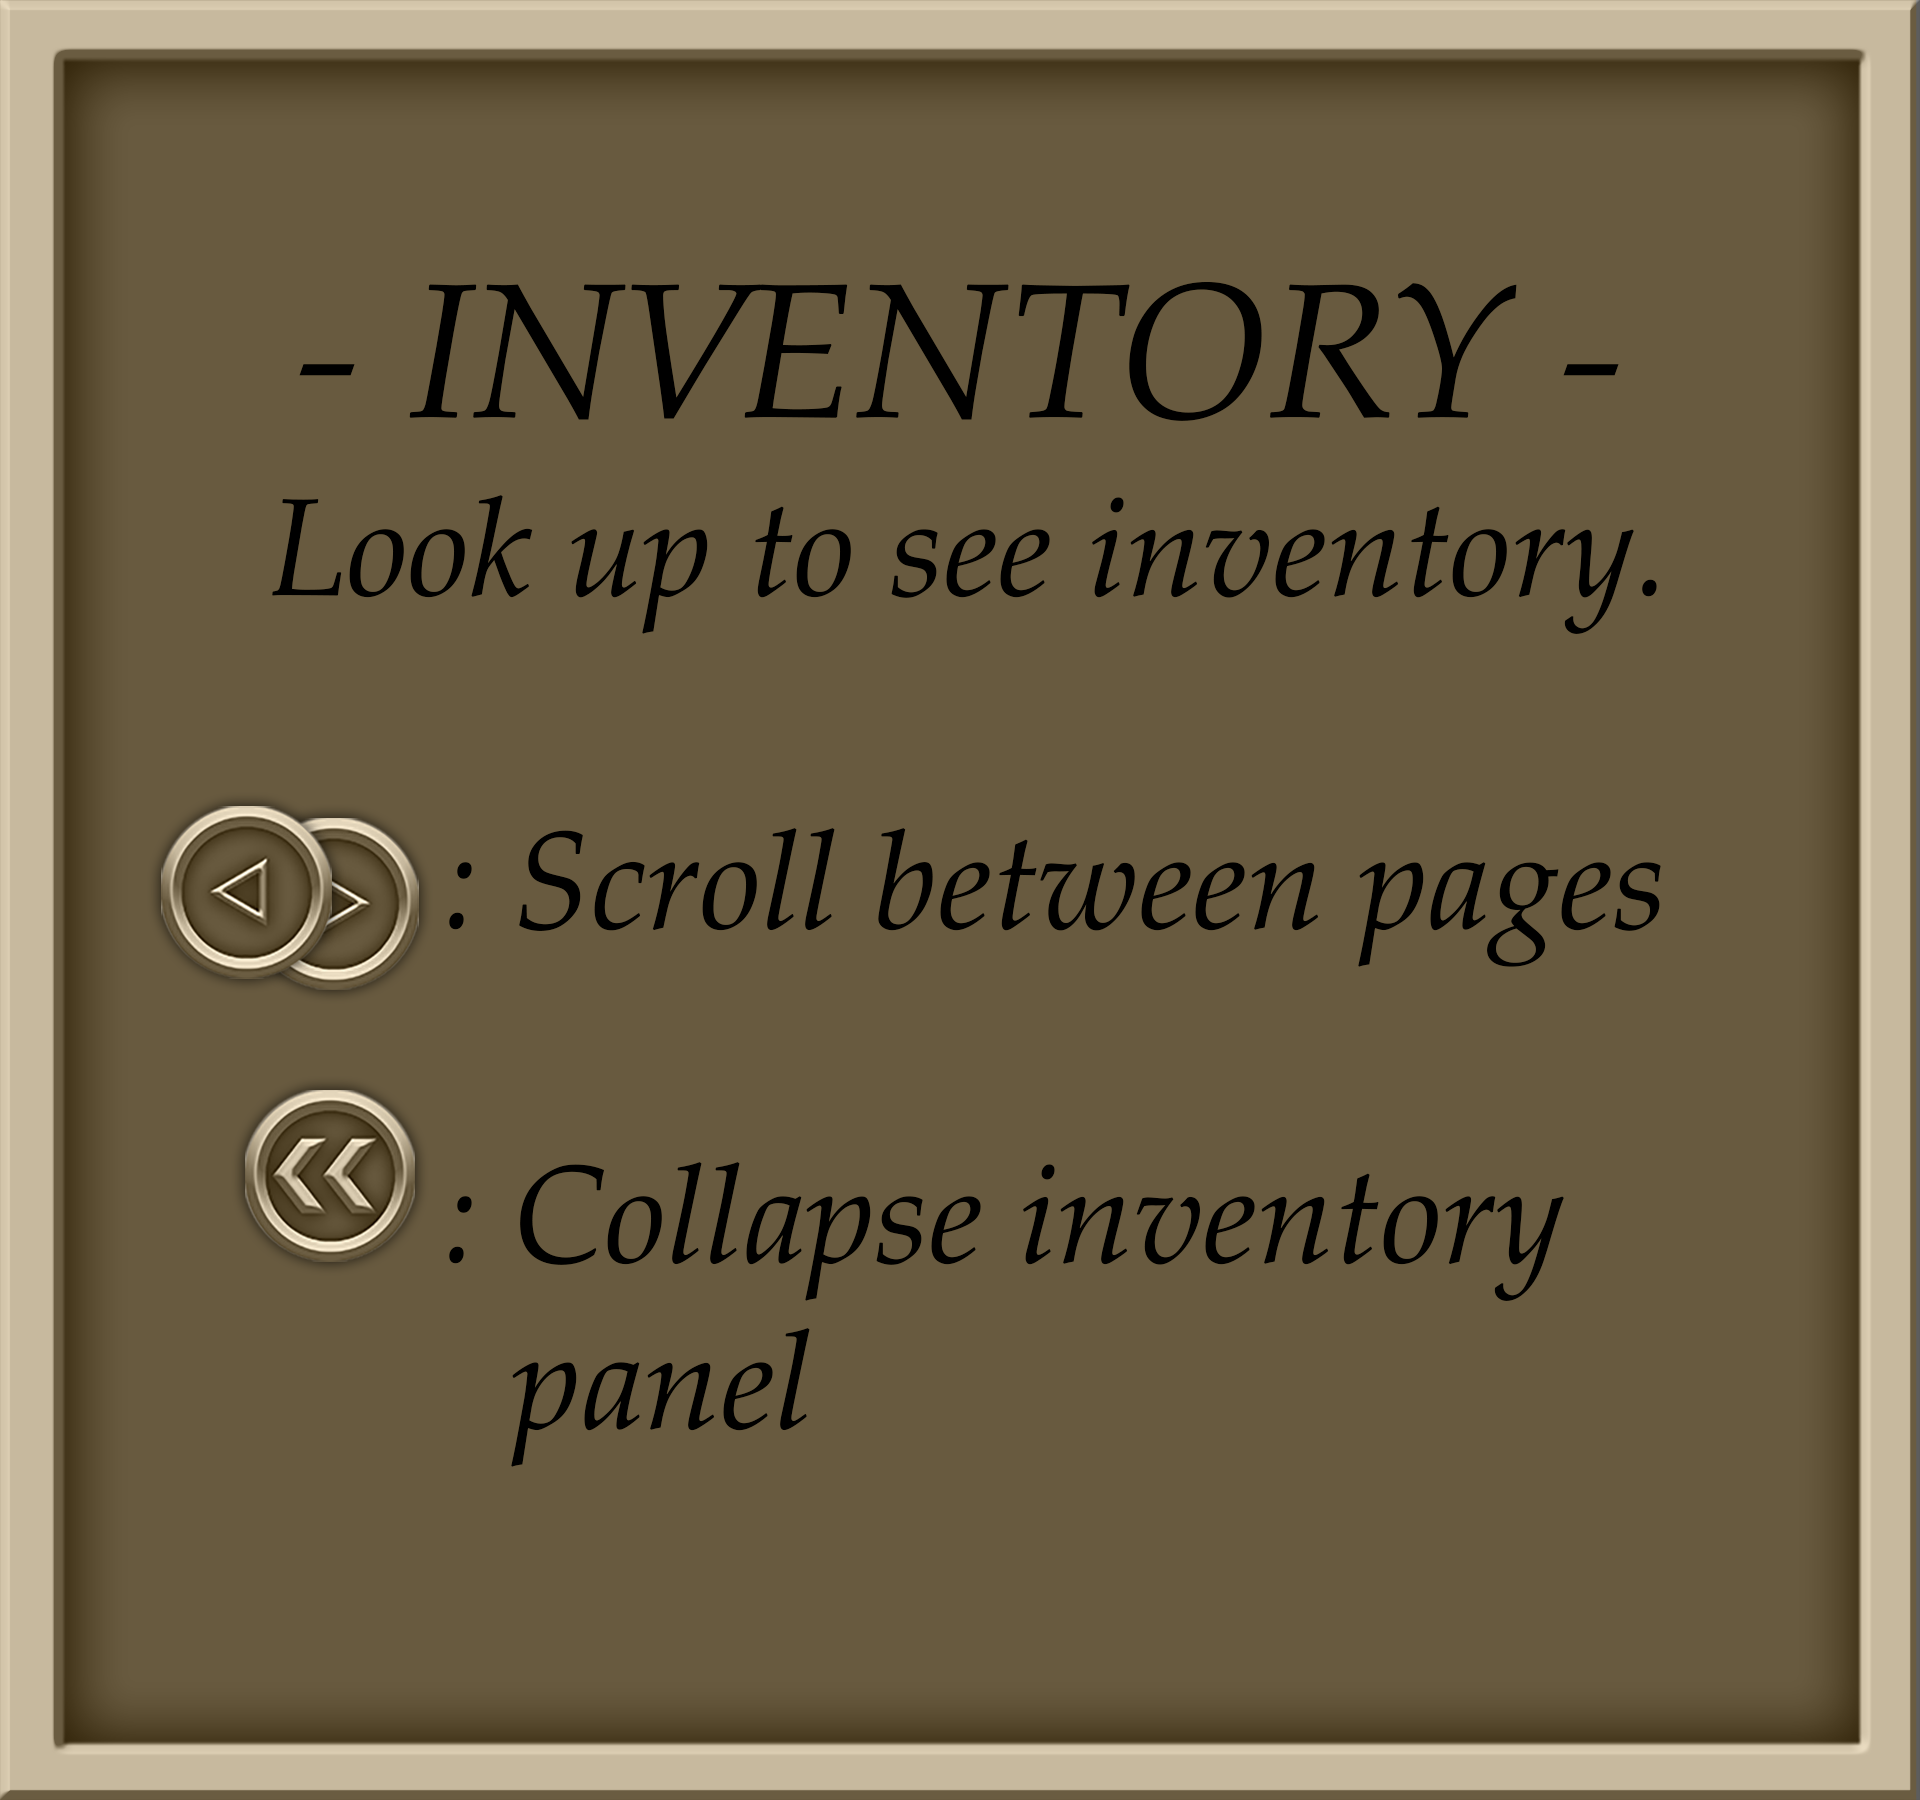 - INVENTORY -
Look up to see inventory.
: Scroll between pages
: Collapse inventory
panel